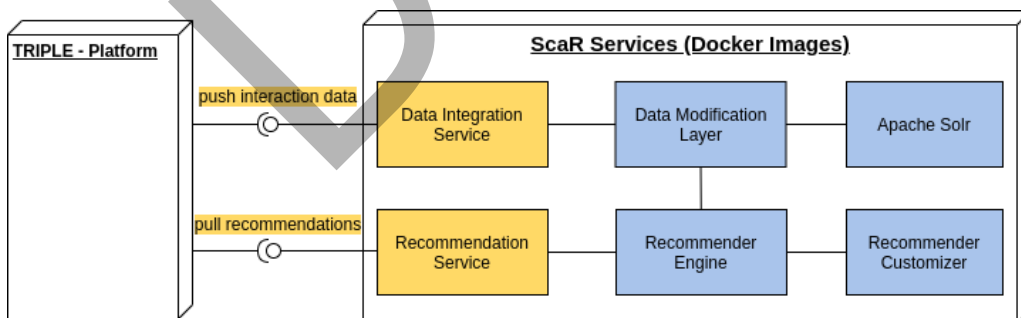 TRIPLE - Platform
ScaR Services (Docker Images)
push interaction data
Data Integration
Service
Data Modification
Layer
Apache Solr
pull recommendations
Recommendation
Service
Recommender
Engine
Recommender
Customizer